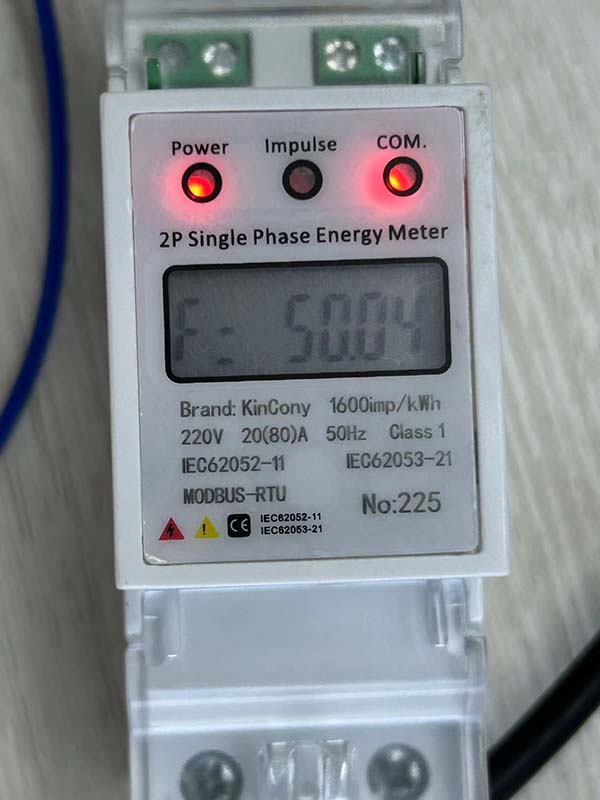 Power Impulse COM.
2P Single Phase Energy Meter
F= 50.04
Brand: KinCony 1600imp/kWh
220V 20(80)A 50Hz Class 1
IEC62052-11 IEC62053-21
MODBUS-RTU No:225
CE IEC62052-11
IEC62053-21